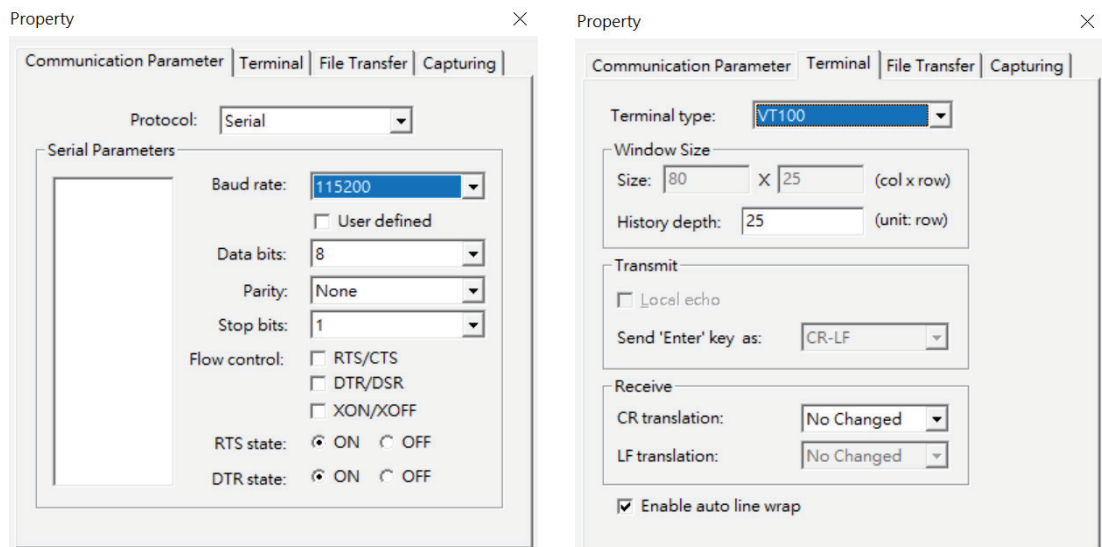 Property
Communication Parameter Terminal File Transfer Capturing
Protocol: Serial
Serial Parameters
Baud rate: 115200
User defined
Data bits: 8
Parity: None
Stop bits: 1
Flow control: RTS/CTS
DTR/DSR
XON/XOFF
RTS state: ON OFF
DTR state: ON OFF
Property
Communication Parameter Terminal File Transfer Capturing
Terminal type: VT100
Window Size
Size: 80 X 25 (col x row)
History depth: 25 (unit: row)
Transmit
Local echo
Send 'Enter' key as: CR-LF
Receive
CR translation: No Changed
LF translation: No Changed
Enable auto line wrap